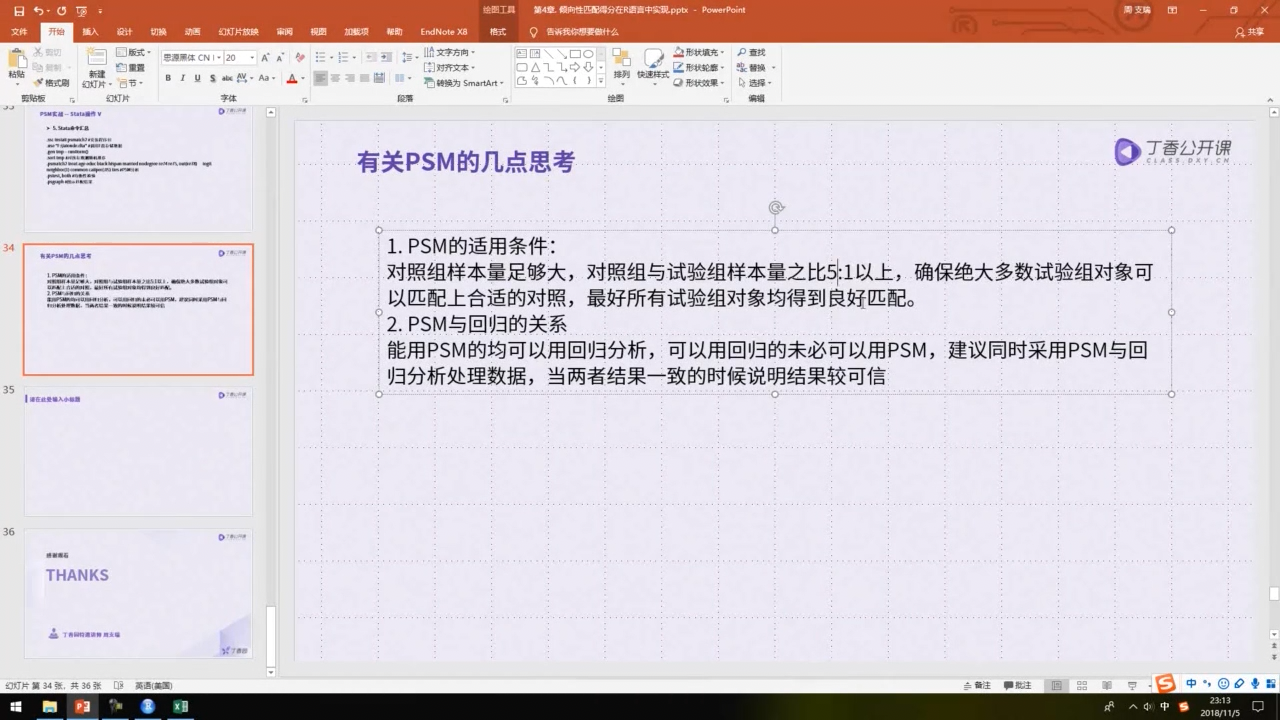 绘图工具
第4章. 倾向性匹配得分在R语言中实现.pptx - PowerPoint
周 支瑞
文件 开始 插入 设计 切换 动画 幻灯片放映 审阅 视图 加载项 帮助 EndNote X8 格式 告诉我你想要做什么 共享
粘贴 剪切 复制 格式刷
新建
幻灯片 版式 重置 节
思源黑体 CN 20
B I U S abc AV Aa A
文字方向
对齐文本
转换为 SmartArt
排列 快速样式
形状填充
形状轮廓
形状效果
查找
替换
选择
剪贴板 幻灯片 字体 段落 绘图 编辑
PSM实战 -- Stata操作 V
5. Stata命令汇总
34
有关PSM的几点思考
35
请在此处输入小标题
36
感谢观看
THANKS
丁香园特邀讲师 周支瑞
丁香园
有关PSM的几点思考
丁香公开课
CLASS.DXY.CN
1. PSM的适用条件：
对照组样本量足够大，对照组与试验组样本量之比5:1以上，确保绝大多数试验组对象可
以匹配上合适的对照，最好所有试验组对象均得到良好匹配。
2. PSM与回归的关系
能用PSM的均可以用回归分析，可以用回归的未必可以用PSM，建议同时采用PSM与回
归分析处理数据，当两者结果一致的时候说明结果较可信
幻灯片 第 34 张，共 36 张 英语(美国)
备注 批注
中
23:13
2018/11/5